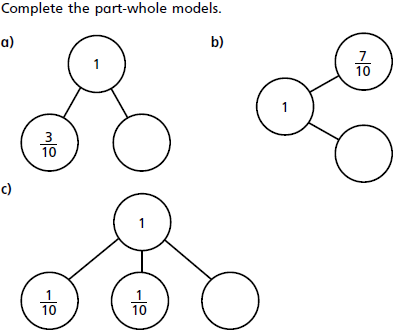 Complete the part-whole models.
a)
1
3/10
b)
7/10
1
c)
1
1/10 1/10